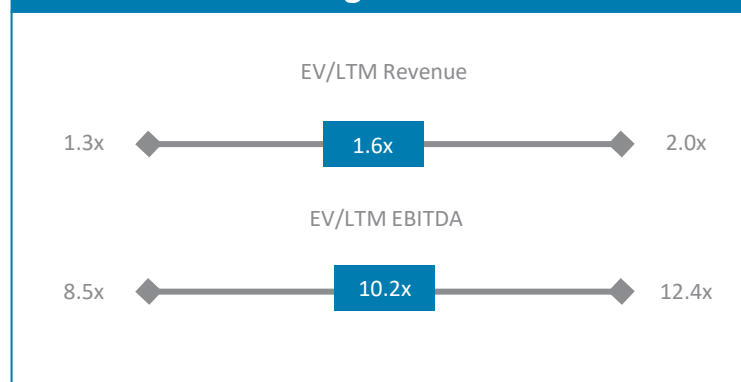 EV/LTM Revenue
1.3x 1.6x 2.0x
EV/LTM EBITDA
8.5x 10.2x 12.4x